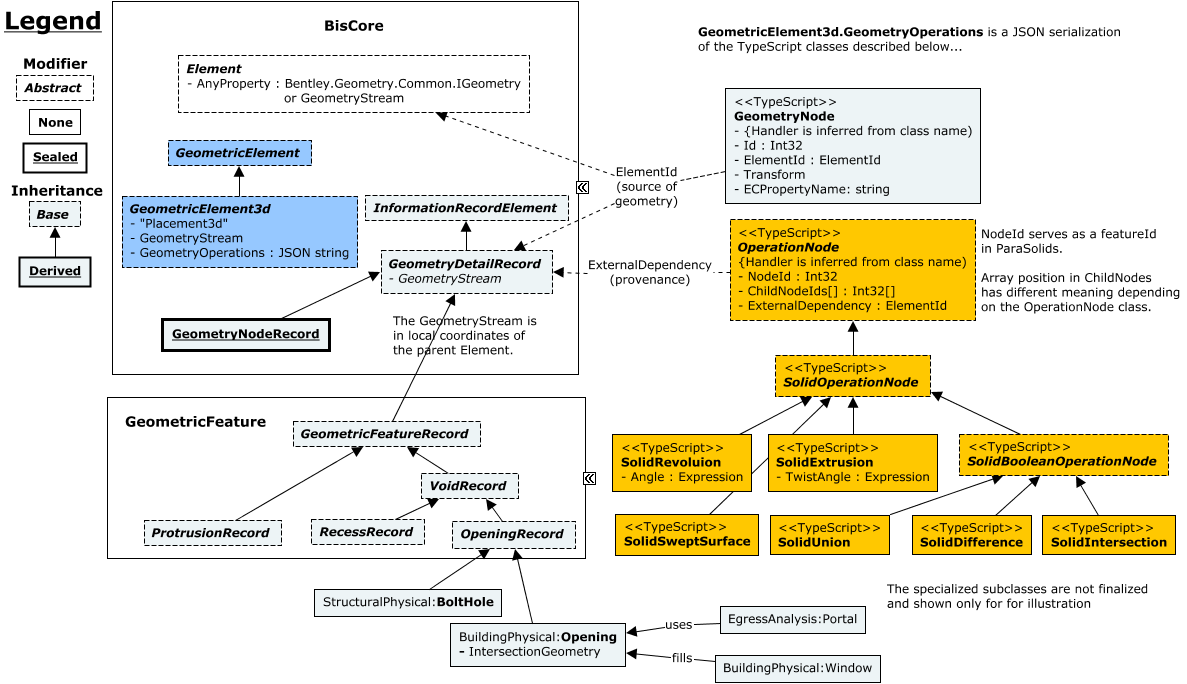 Legend
Modifier
Abstract
None
Sealed
Inheritance
Base
Derived
BisCore
Element
- AnyProperty : Bentley.Geometry.Common.IGeometry
or GeometryStream
GeometricElement
GeometricElement3d
- "Placement3d"
- GeometryStream
- GeometryOperations : JSON string
InformationRecordElement
GeometryDetailRecord
- GeometryStream
GeometryNodeRecord
The GeometryStream is
in local coordinates of
the parent Element.
ElementId
(source of
geometry)
ExternalDependency
(provenance)
GeometricElement3d.GeometryOperations is a JSON serialization
of the TypeScript classes described below...
<<TypeScript>>
GeometryNode
- {Handler is inferred from class name)
- Id : Int32
- ElementId : ElementId
- Transform
- ECPropertyName: string
<<TypeScript>>
OperationNode
{Handler is inferred from class name)
- NodeId : Int32
- ChildNodeIds[] : Int32[]
- ExternalDependency : ElementId
NodeId serves as a featureId
in ParaSolids.
Array position in ChildNodes
has different meaning depending
on the OperationNode class.
<<TypeScript>>
SolidOperationNode
<<TypeScript>>
SolidRevoluion
- Angle : Expression
<<TypeScript>>
SolidExtrusion
- TwistAngle : Expression
<<TypeScript>>
SolidBooleanOperationNode
<<TypeScript>>
SolidSweptSurface
<<TypeScript>>
SolidUnion
<<TypeScript>>
SolidDifference
<<TypeScript>>
SolidIntersection
The specialized subclasses are not finalized
and shown only for for illustration
GeometricFeature
GeometricFeatureRecord
VoidRecord
ProtrusionRecord
RecessRecord
OpeningRecord
StructuralPhysical:BoltHole
BuildingPhysical:Opening
- IntersectionGeometry
uses
EgressAnalysis:Portal
fills
BuildingPhysical:Window